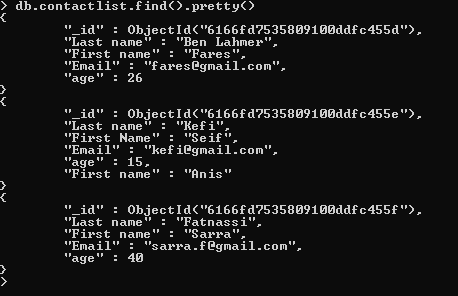 > db.contactlist.find().pretty()
{
"_id" : ObjectId("6166fd7535809100ddfc455d"),
"Last name" : "Ben Lahmer",
"First name" : "Fares",
"Email" : "fares@gmail.com",
"age" : 26
}
{
"_id" : ObjectId("6166fd7535809100ddfc455e"),
"Last name" : "Kefi",
"First Name" : "Seif",
"Email" : "kefi@gmail.com",
"age" : 15,
"First name" : "Anis"
}
{
"_id" : ObjectId("6166fd7535809100ddfc455f"),
"Last name" : "Fatnassi",
"First name" : "Sarra",
"Email" : "sarra.f@gmail.com",
"age" : 40
}
>